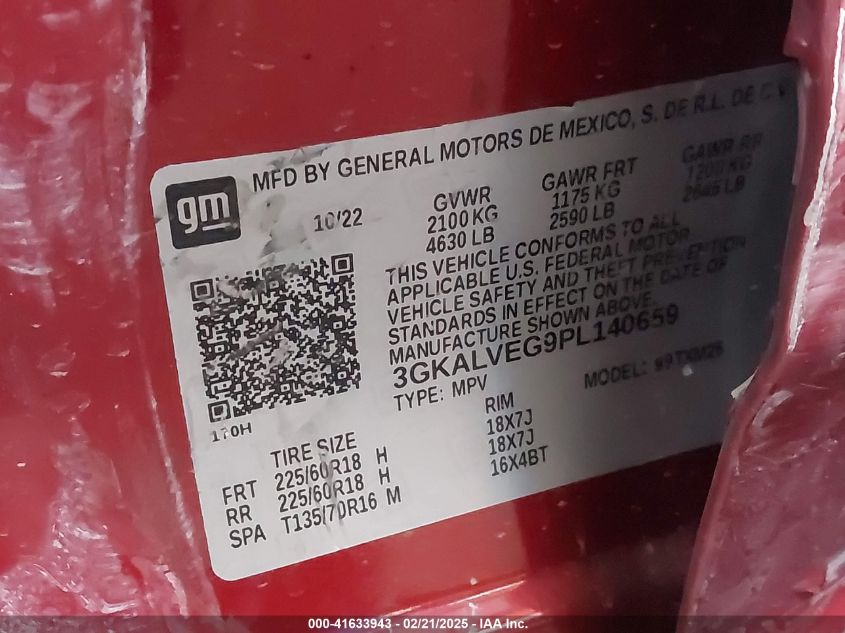 gm
MFD BY GENERAL MOTORS DE MEXICO, S. DE R.L. DE C.V
10/22
GVWR
2100 KG
4630 LB
GAWR FRT
1175 KG
2590 LB
GAWR RR
1200 KG
2645 LB
THIS VEHICLE CONFORMS TO ALL
APPLICABLE U.S. FEDERAL MOTOR
VEHICLE SAFETY AND THEFT PREVENTION
STANDARDS IN EFFECT ON THE DATE OF
MANUFACTURE SHOWN ABOVE.
3GKALVEG9PL140659
TYPE: MPV
MODEL:
170H
TIRE SIZE
RIM
FRT 225/60R18 H 18X7J
RR 225/60R18 H 18X7J
SPA T135/70R16 M 16X4BT
000-41633943 - 02/21/2025 - IAA Inc.